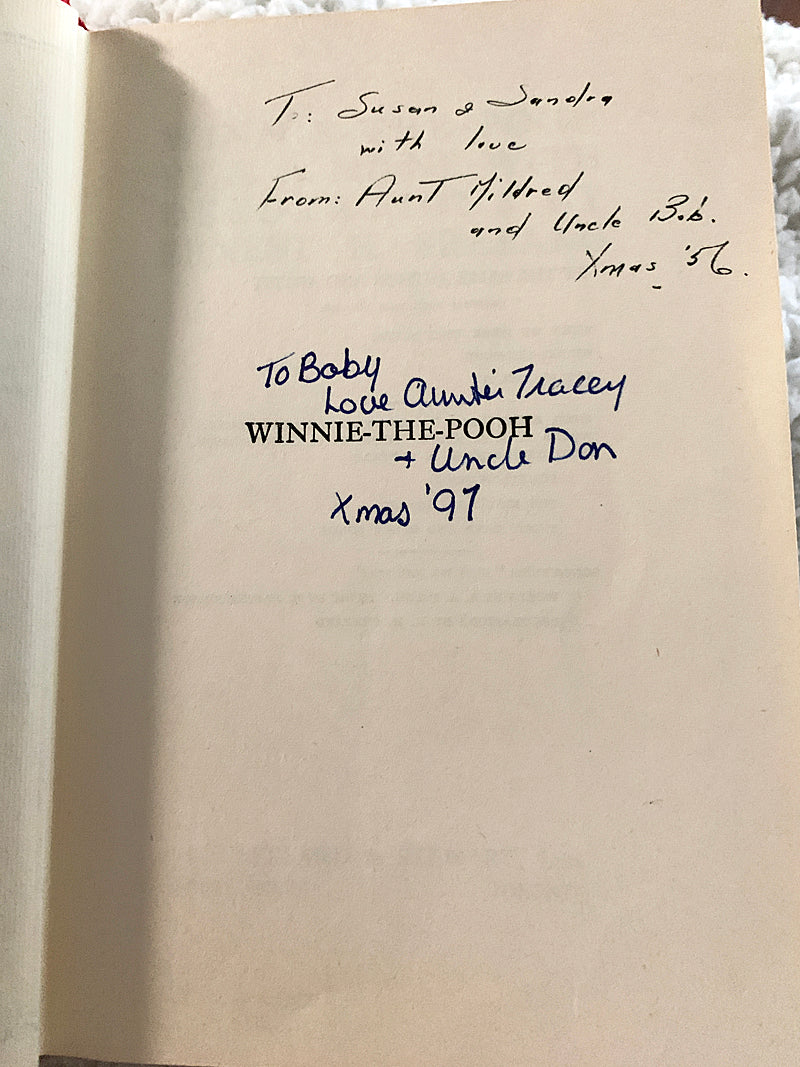 To: Susan & Sandra
with love
From: Aunt Mildred
and Uncle Bob.
Xmas '56.
To Baby
Love Auntie Tracey
WINNIE-THE-POOH
+ Uncle Don
Xmas '97